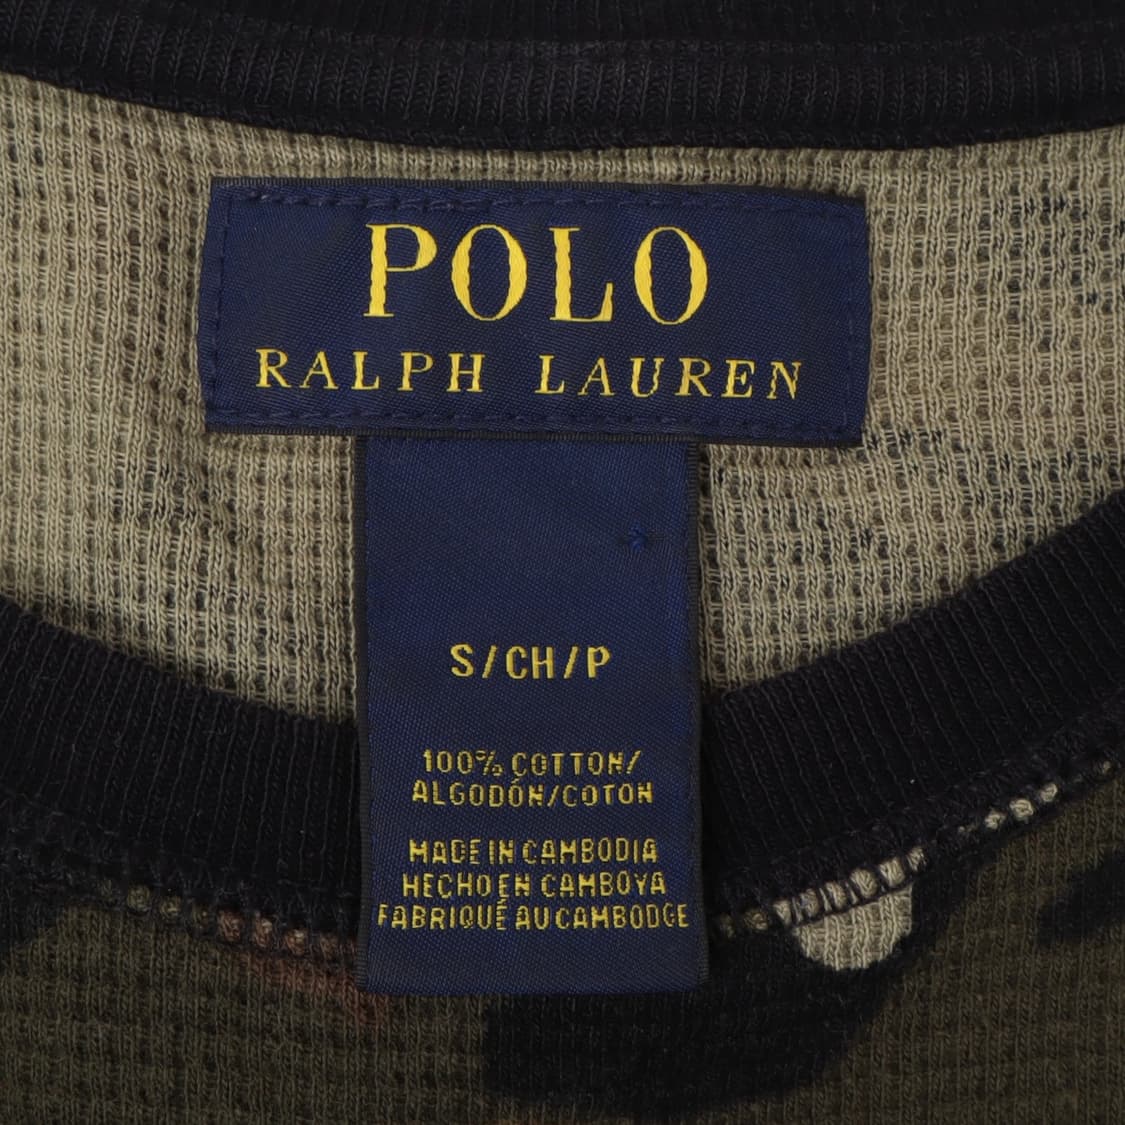 POLO
RALPH LAUREN
S/CH/P
100% COTTON/
ALGODÓN/COTON
MADE IN CAMBODIA
HECHO EN CAMBOYA
FABRIQUÉ AU CAMBODGE